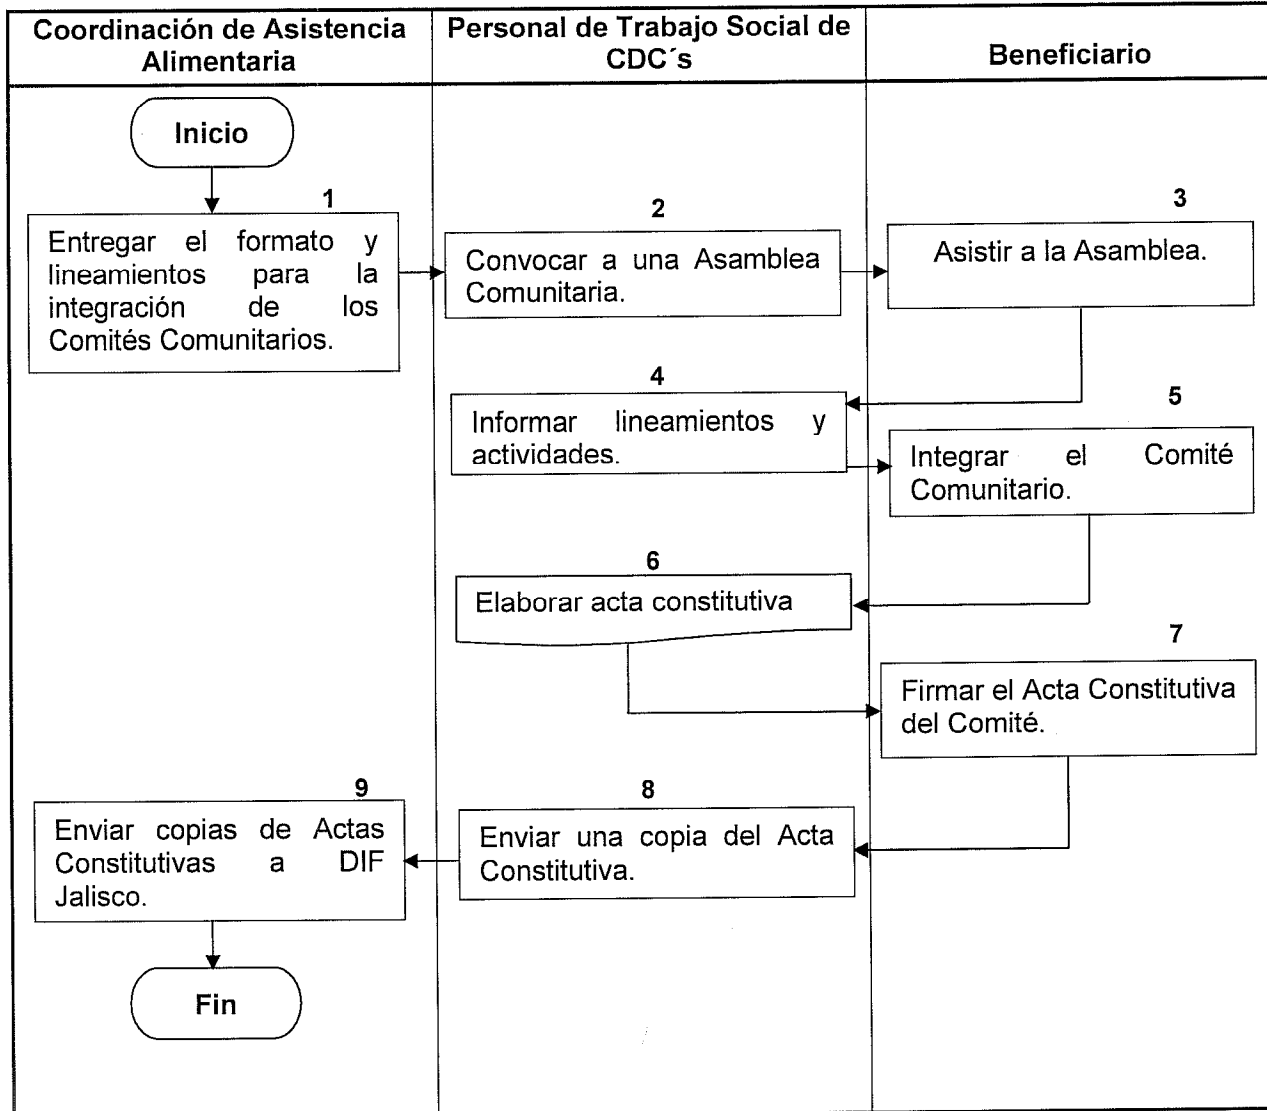 Coordinación de Asistencia
Alimentaria
Personal de Trabajo Social de
CDC´s
Beneficiario
Inicio
1
Entregar el formato y
lineamientos para la
integración de los
Comités Comunitarios.
2
Convocar a una Asamblea
Comunitaria.
3
Asistir a la Asamblea.
4
Informar lineamientos y
actividades.
5
Integrar el Comité
Comunitario.
6
Elaborar acta constitutiva
7
Firmar el Acta Constitutiva
del Comité.
8
Enviar una copia del Acta
Constitutiva.
9
Enviar copias de Actas
Constitutivas a DIF
Jalisco.
Fin